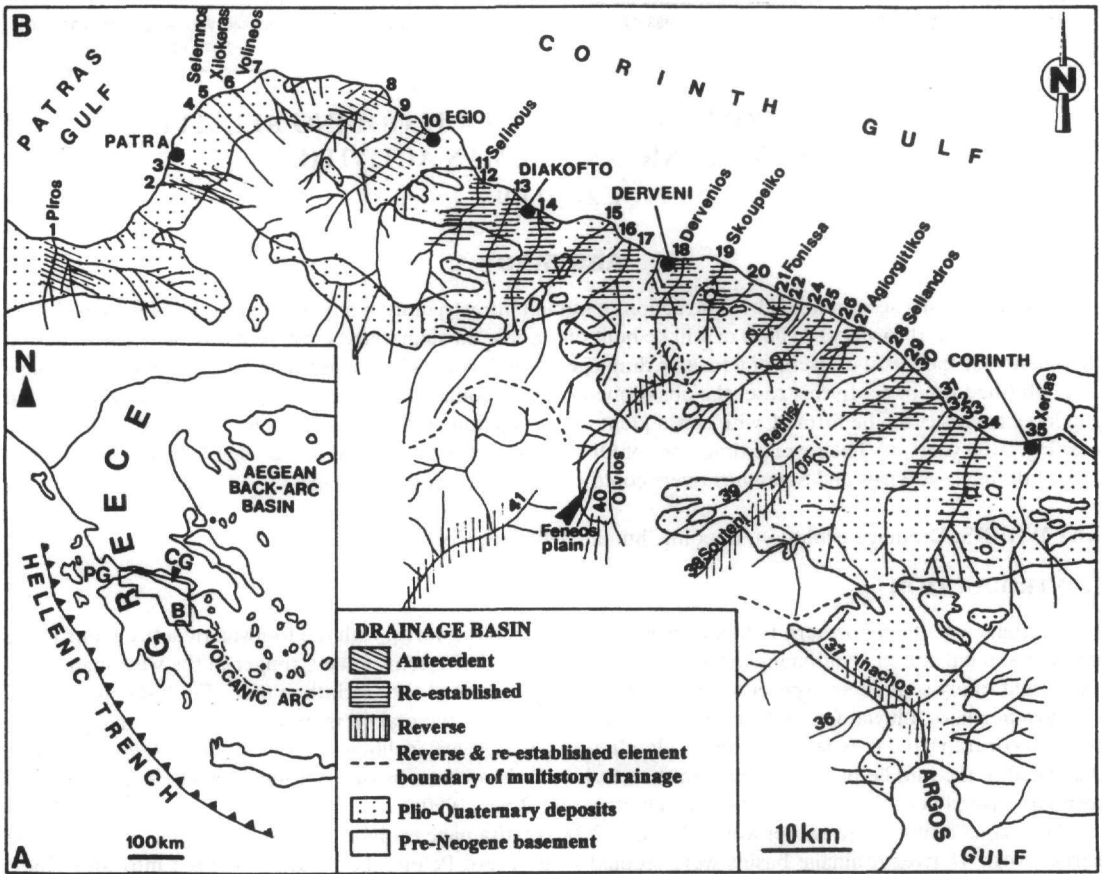 B
PATRAS
GULF
CORINTH
GULF
N
4 Selemnos
5 Xilokeras
6 Volineos
7
8
9
10 EGIO
PATRA
3
2
1 Piros
11 Selinous
12
13
DIAKOFTO
14
15
16
17
DERVENI
18 Dervenios
19 Skoupeiko
20
21 Fonissa
22
24
25
26
27 Agiorgitikos
28 Seliandros
29
30
CORINTH
31
32
33
34
35 Xerias
Rethis
39
38 Souteni
Olvios
40
Feneos
plain
41
37 Inachos
36
ARGOS
GULF
10km
N
GREECE
AEGEAN
BACK-ARC
BASIN
PG
CG
B
VOLCANIC ARC
HELLENIC TRENCH
100km
A
DRAINAGE BASIN
Antecedent
Re-established
Reverse
Reverse & re-established element
boundary of multistory drainage
Plio-Quaternary deposits
Pre-Neogene basement